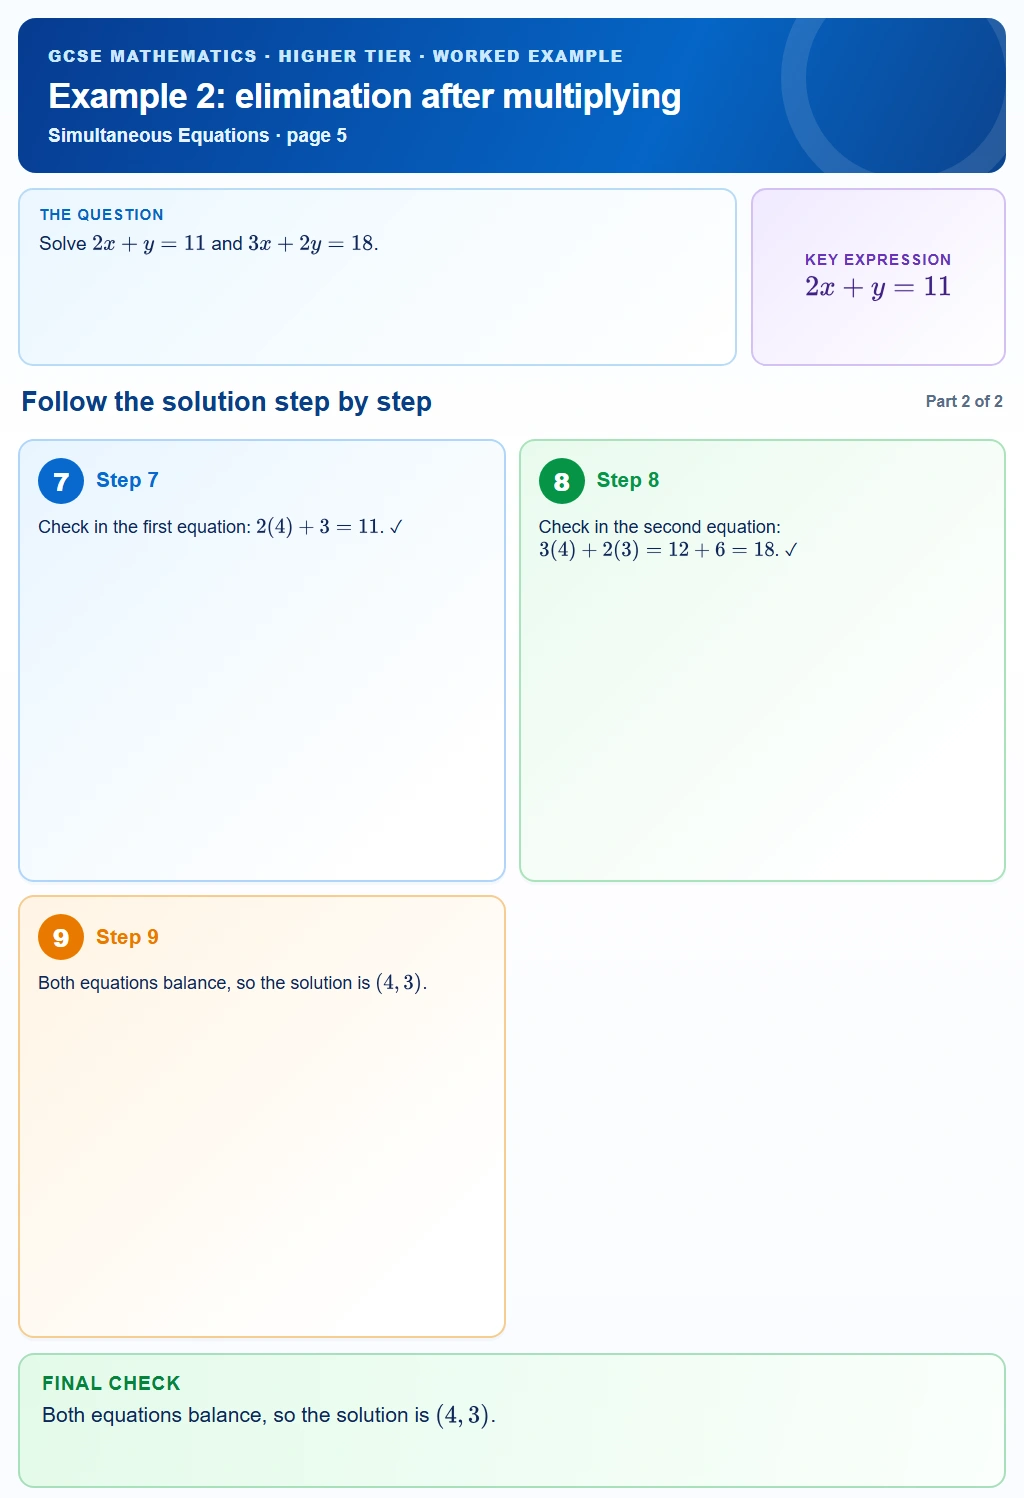 GCSE MATHEMATICS · HIGHER TIER · WORKED EXAMPLE
Example 2: elimination after multiplying
Simultaneous Equations · page 5
THE QUESTION
Solve 2x + y = 11 and 3x + 2y = 18.
KEY EXPRESSION
2x + y = 11
Follow the solution step by step
Part 2 of 2
7 Step 7
Check in the first equation: 2(4) + 3 = 11. ✓
8 Step 8
Check in the second equation:
3(4) + 2(3) = 12 + 6 = 18. ✓
9 Step 9
Both equations balance, so the solution is (4, 3).
FINAL CHECK
Both equations balance, so the solution is (4, 3).